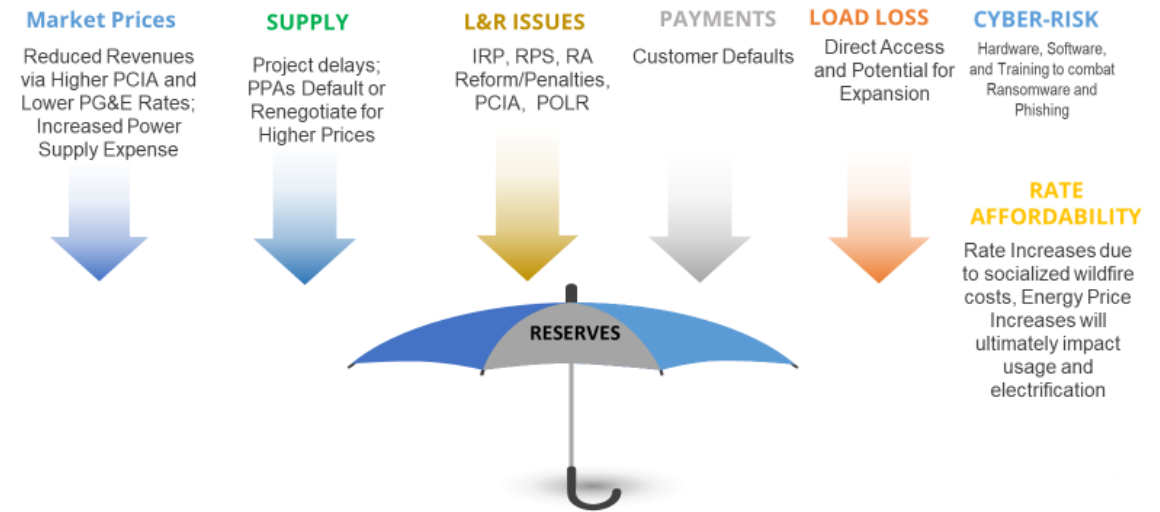 Market Prices
Reduced Revenues
via Higher PCIA and
Lower PG&E Rates;
Increased Power
Supply Expense
SUPPLY
Project delays;
PPAs Default or
Renegotiate for
Higher Prices
L&R ISSUES
IRP, RPS, RA
Reform/Penalties,
PCIA, POLR
PAYMENTS
Customer Defaults
LOAD LOSS
Direct Access
and Potential for
Expansion
CYBER-RISK
Hardware, Software,
and Training to combat
Ransomware and
Phishing
RATE
AFFORDABILITY
Rate Increases due
to socialized wildfire
costs, Energy Price
Increases will
ultimately impact
usage and
electrification
RESERVES